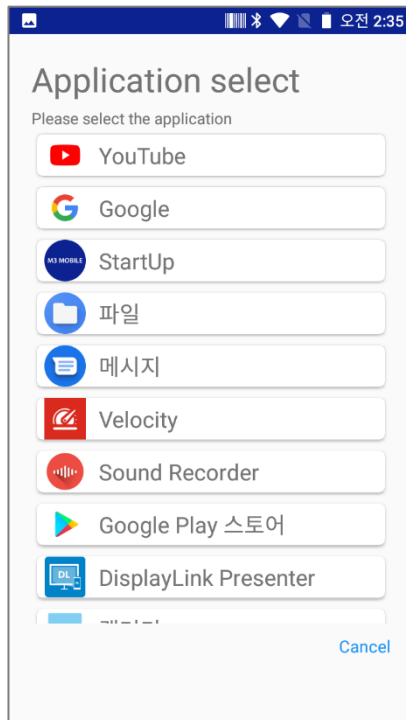 오전 2:35
Application select
Please select the application
YouTube
Google
M3 MOBILE
StartUp
파일
메시지
Velocity
Sound Recorder
Google Play 스토어
DL
DisplayLink Presenter
Cancel